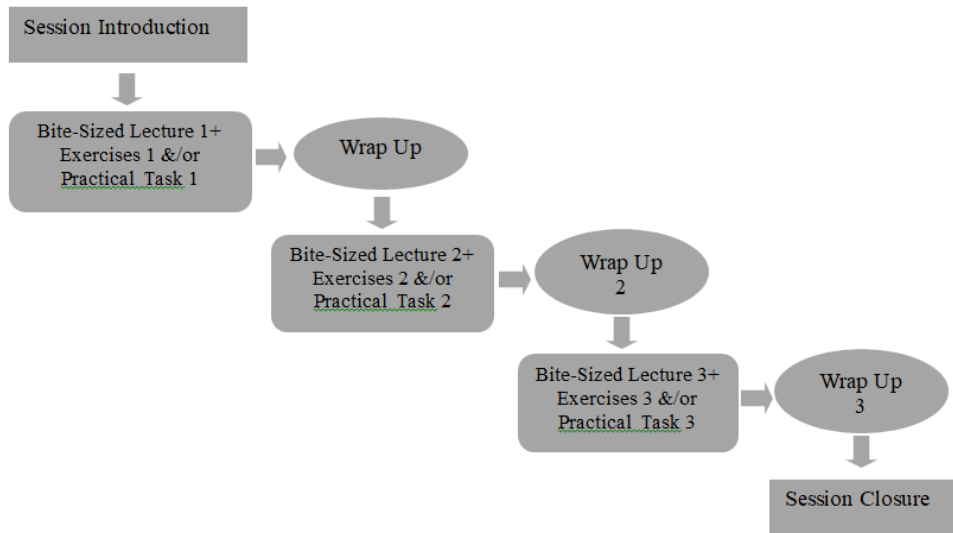 Session Introduction
Bite-Sized Lecture 1+
Exercises 1 &/or
Practical Task 1
Wrap Up
Bite-Sized Lecture 2+
Exercises 2 &/or
Practical Task 2
Wrap Up
2
Bite-Sized Lecture 3+
Exercises 3 &/or
Practical Task 3
Wrap Up
3
Session Closure